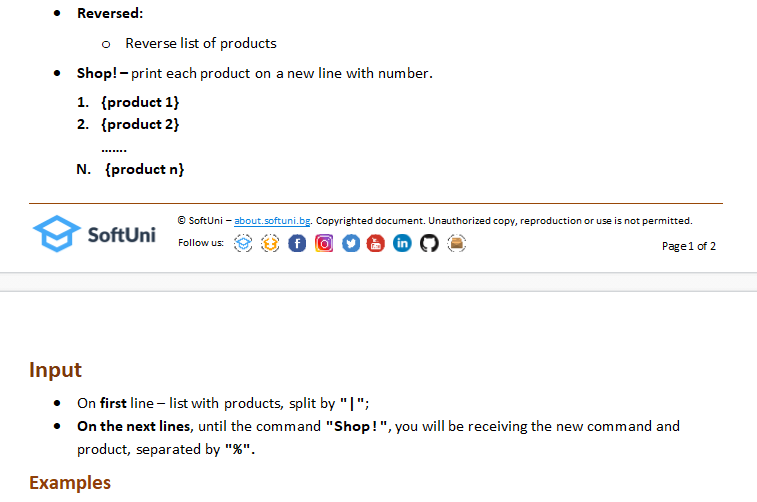 • Reversed:
o Reverse list of products
• Shop! – print each product on a new line with number.
1. {product 1}
2. {product 2}
…….
N. {product n}
SoftUni
© SoftUni – about.softuni.bg. Copyrighted document. Unauthorized copy, reproduction or use is not permitted.
Follow us:
Page 1 of 2
Input
• On first line – list with products, split by "|";
• On the next lines, until the command "Shop!", you will be receiving the new command and
product, separated by "%".
Examples